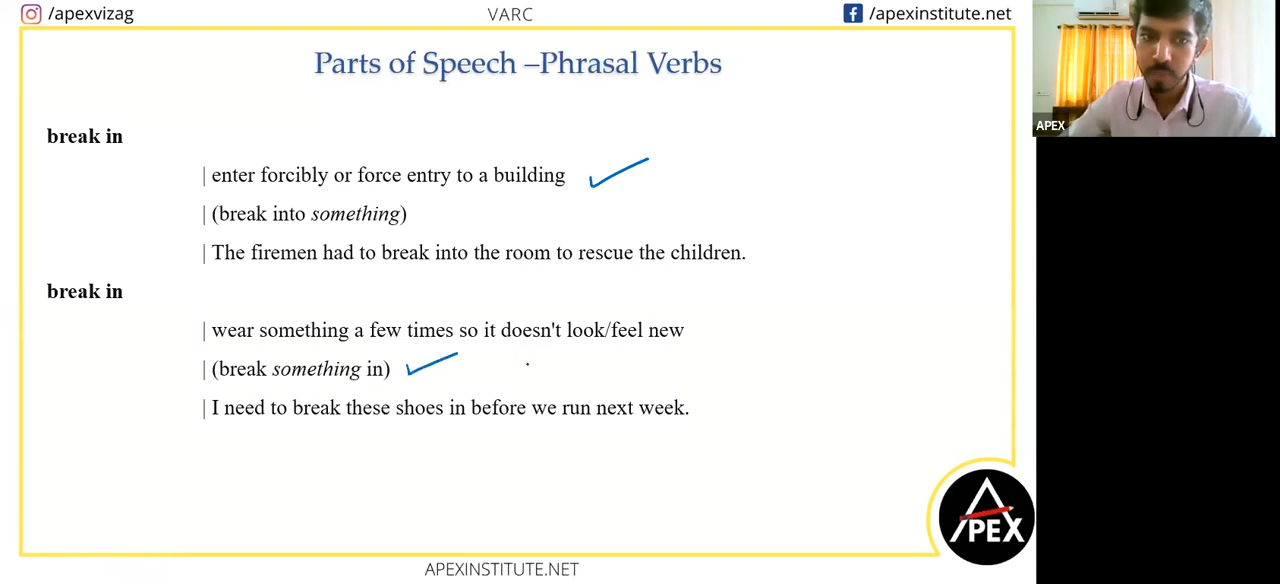 /apexvizag
VARC
/apexinstitute.net
Parts of Speech –Phrasal Verbs
APEX
break in
| enter forcibly or force entry to a building
| (break into something)
| The firemen had to break into the room to rescue the children.
break in
| wear something a few times so it doesn't look/feel new
| (break something in)
| I need to break these shoes in before we run next week.
APEX
APEXINSTITUTE.NET